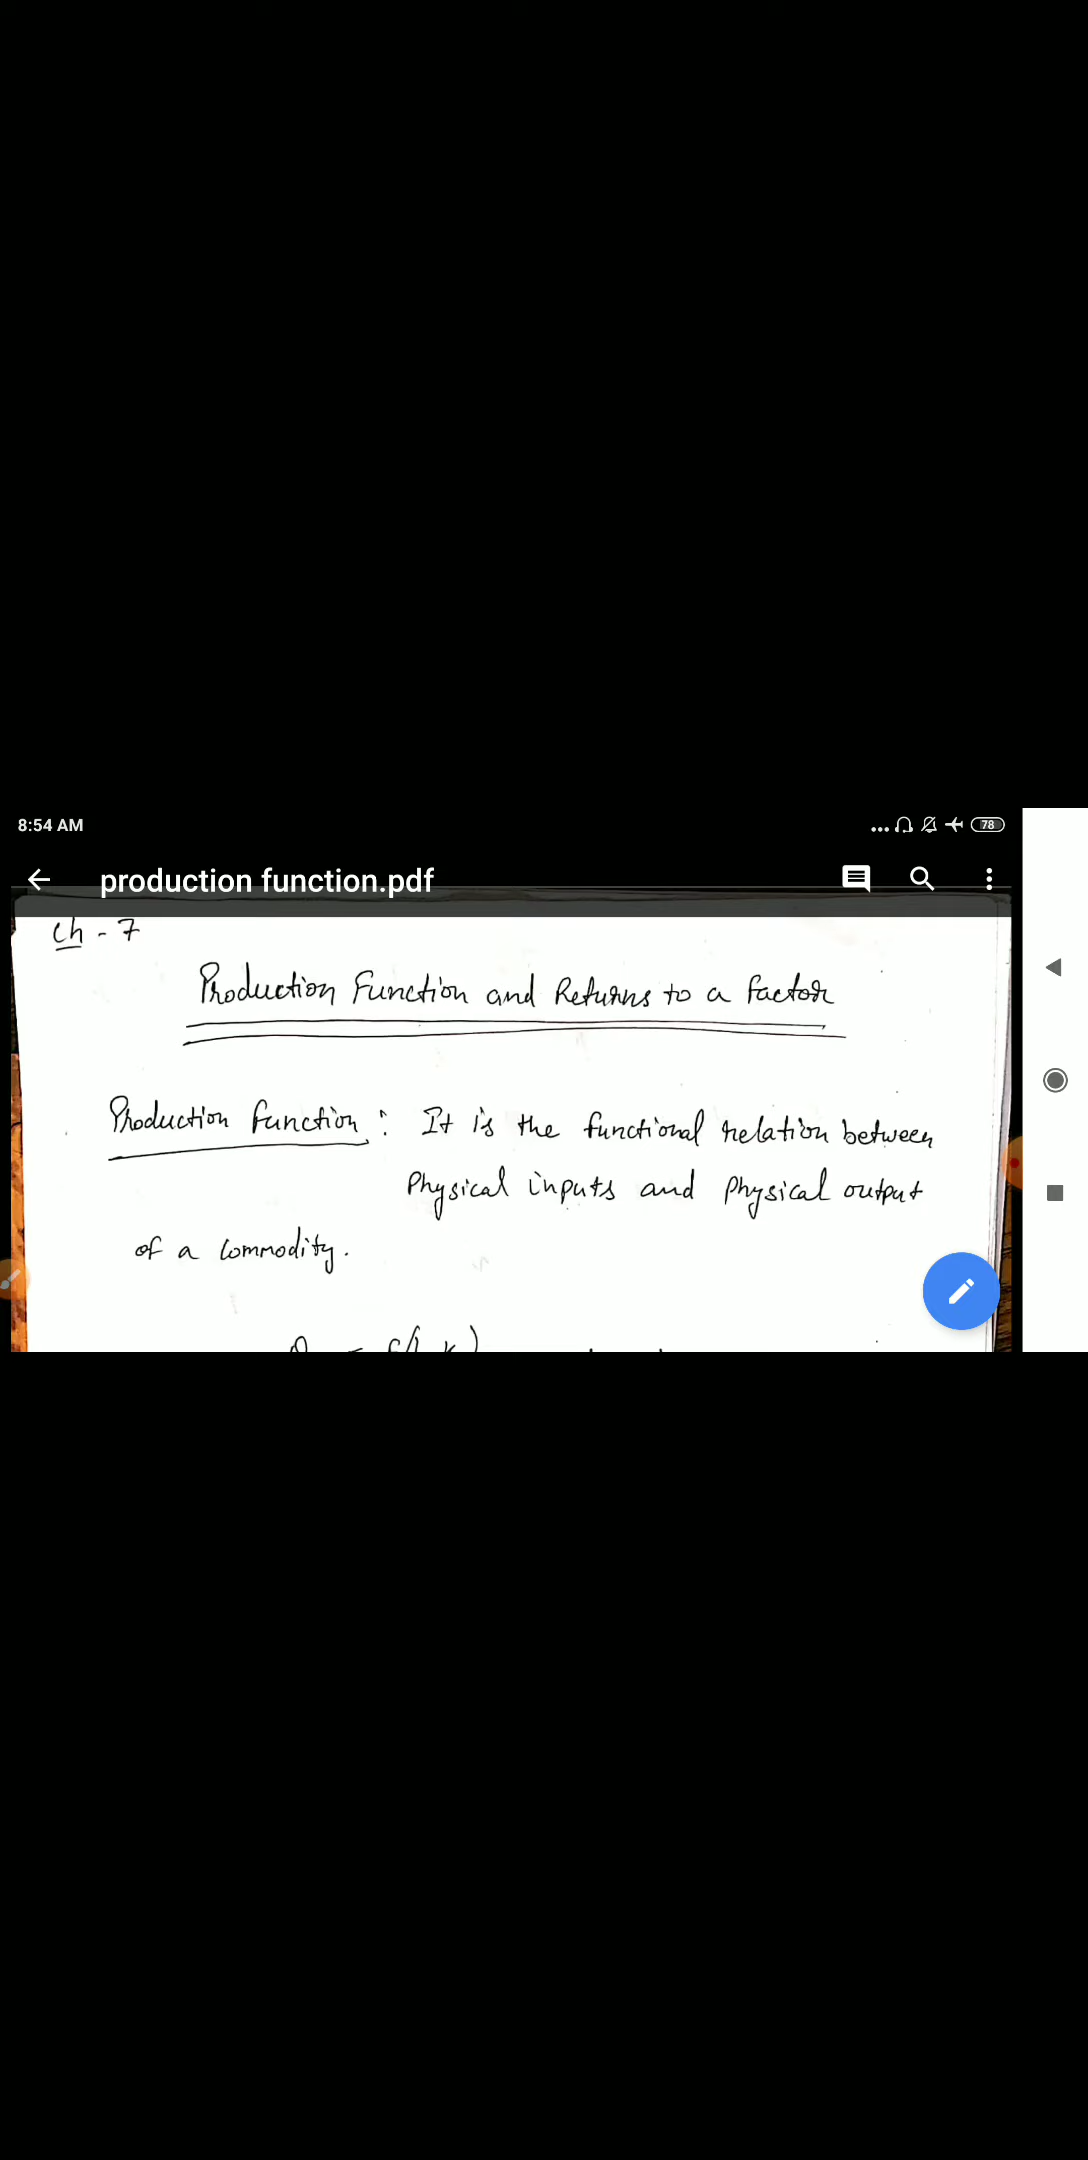 8:54 AM
78
production function.pdf
Ch - 7
Production Function and Returns to a factor
Production function : It is the functional relation between
Physical inputs and physical output
of a commodity.